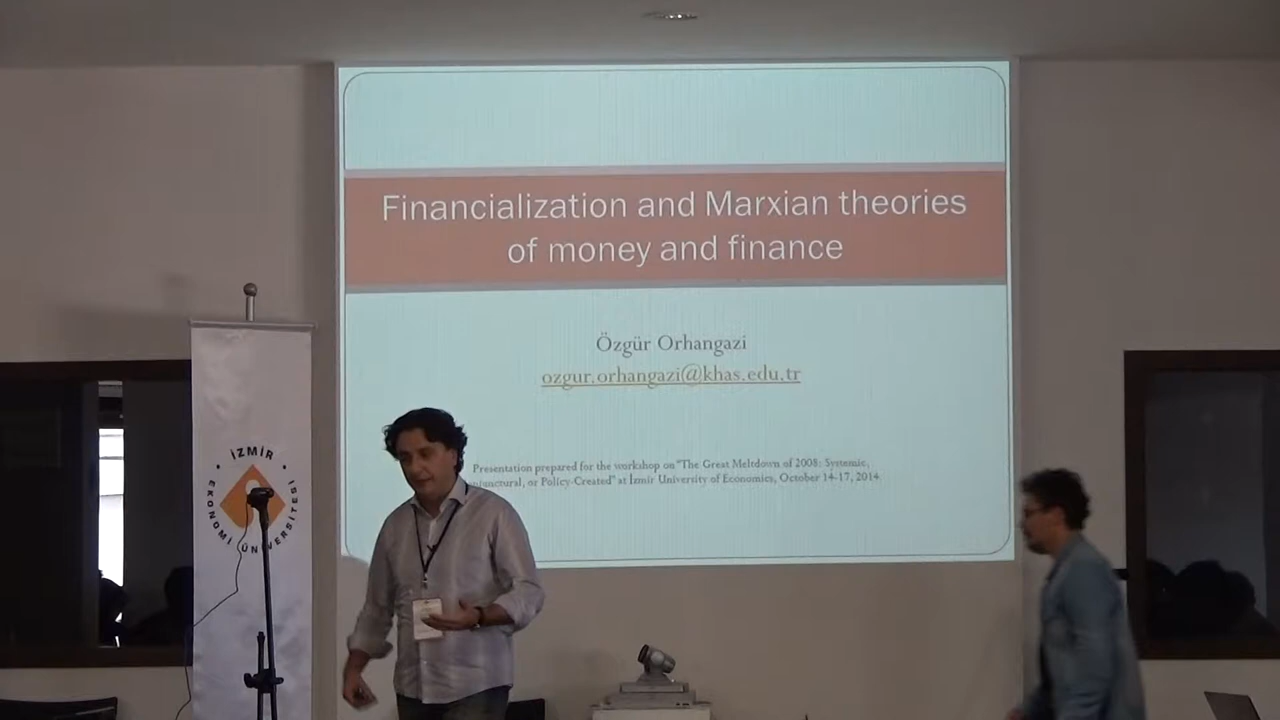 Financialization and Marxian theories
of money and finance
Özgür Orhangazi
ozgur.orhangazi@khas.edu.tr
Presentation prepared for the workshop on "The Great Meltdown of 2008: Systemic,
or Policy-Created" at Izmir University of Economics, October 14-17, 2014
İZMİR
EKONOMİ ÜNİVERSİTESİ